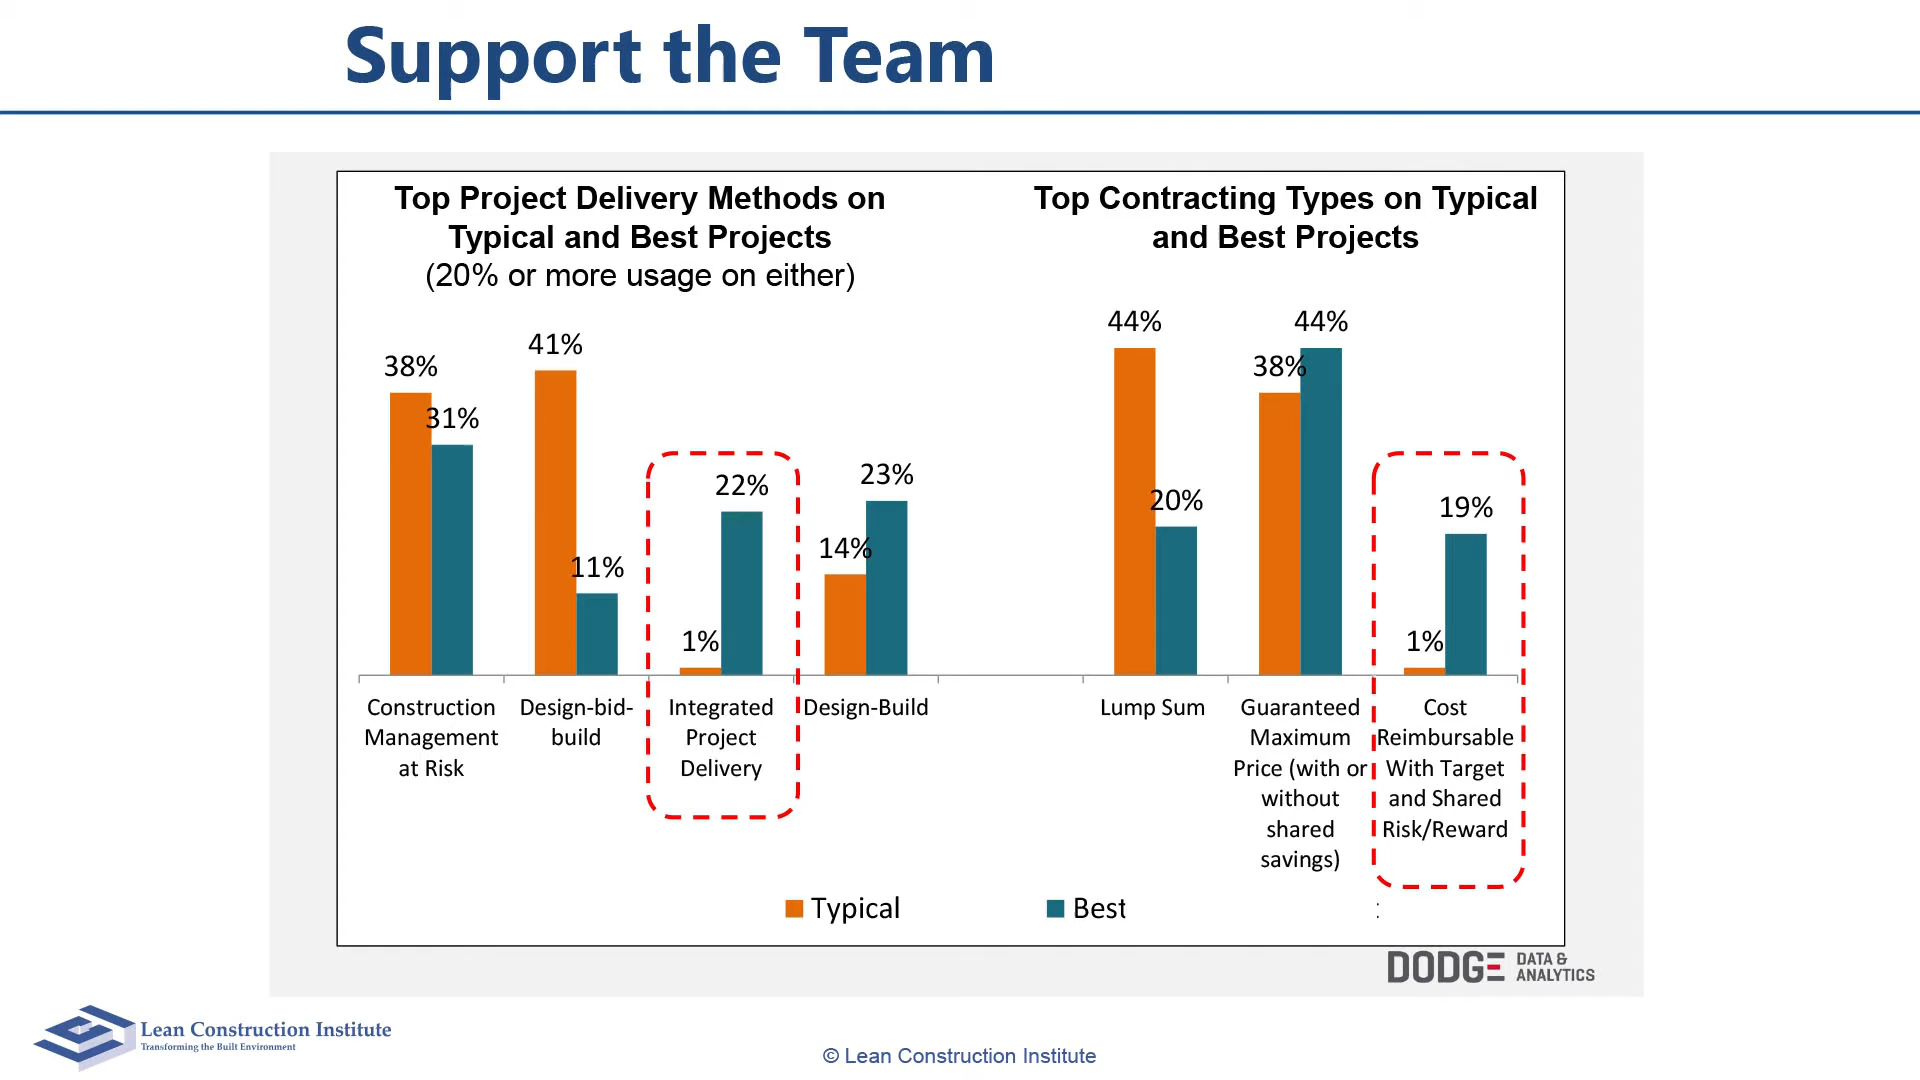 Support the Team
Top Project Delivery Methods on
Typical and Best Projects
(20% or more usage on either)
38%
31%
41%
11%
1%
22%
14%
23%
Construction
Management
at Risk
Design-bid-
build
Integrated
Project
Delivery
Design-Build
Top Contracting Types on Typical
and Best Projects
44%
20%
38%
44%
1%
19%
Lump Sum
Guaranteed
Maximum
Price (with or
without
shared
savings)
Cost
Reimbursable
With Target
and Shared
Risk/Reward
Typical
Best
:
DODGE DATA &
ANALYTICS
Lean Construction Institute
Transforming the Built Environment
© Lean Construction Institute